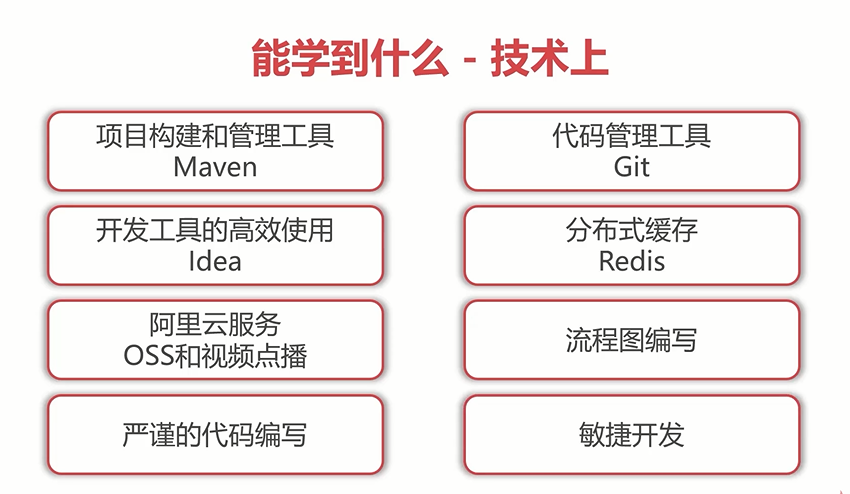 能学到什么 - 技术上
项目构建和管理工具
Maven
代码管理工具
Git
开发工具的高效使用
Idea
分布式缓存
Redis
阿里云服务
OSS和视频点播
流程图编写
严谨的代码编写
敏捷开发